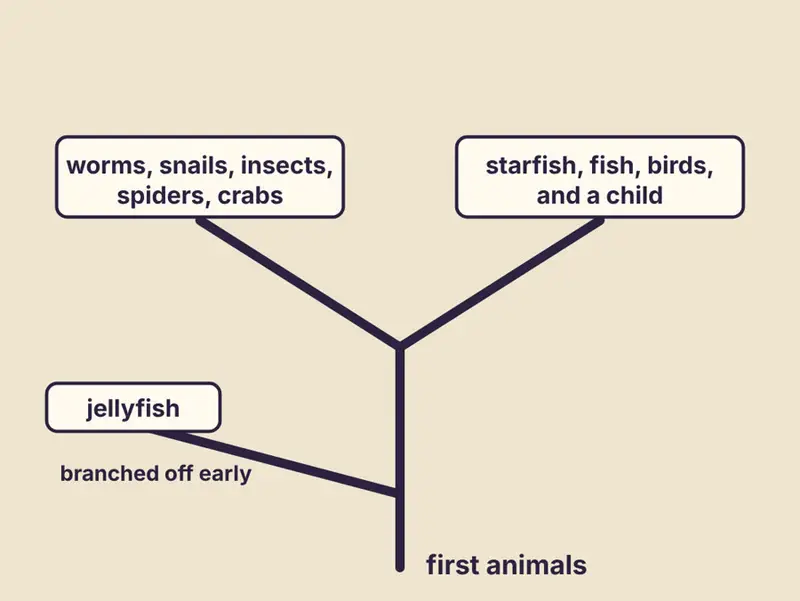 worms, snails, insects,
spiders, crabs
starfish, fish, birds,
and a child
jellyfish
branched off early
first animals